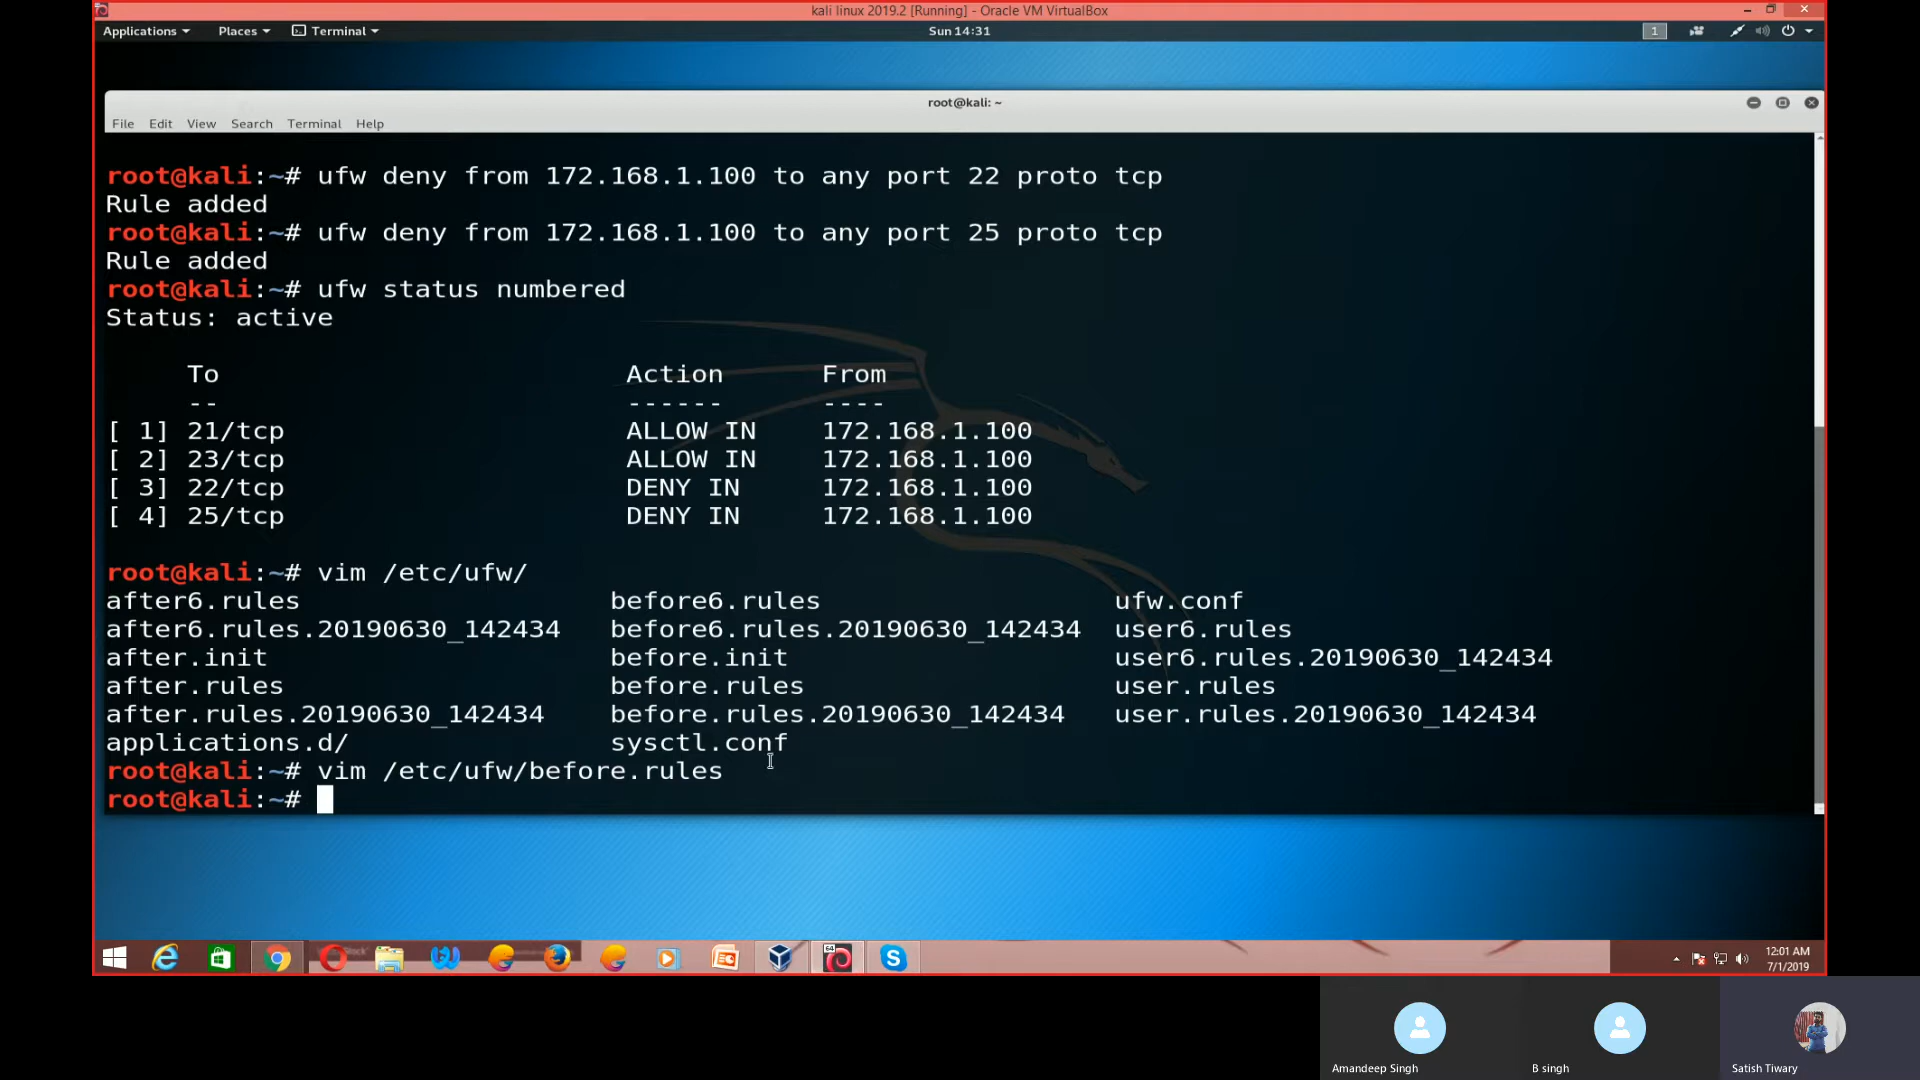 kali linux 2019.2 [Running] - Oracle VM VirtualBox
Applications Places Terminal Sun 14:31 1
root@kali: ~
File Edit View Search Terminal Help
root@kali:~# ufw deny from 172.168.1.100 to any port 22 proto tcp
Rule added
root@kali:~# ufw deny from 172.168.1.100 to any port 25 proto tcp
Rule added
root@kali:~# ufw status numbered
Status: active
To Action From
-- ------ ----
[ 1] 21/tcp ALLOW IN 172.168.1.100
[ 2] 23/tcp ALLOW IN 172.168.1.100
[ 3] 22/tcp DENY IN 172.168.1.100
[ 4] 25/tcp DENY IN 172.168.1.100
root@kali:~# vim /etc/ufw/
after6.rules before6.rules ufw.conf
after6.rules.20190630_142434 before6.rules.20190630_142434 user6.rules
after.init before.init user6.rules.20190630_142434
after.rules before.rules user.rules
after.rules.20190630_142434 before.rules.20190630_142434 user.rules.20190630_142434
applications.d/ sysctl.conf
root@kali:~# vim /etc/ufw/before.rules
root@kali:~#
64
12:01 AM
7/1/2019
Amandeep Singh B singh Satish Tiwary